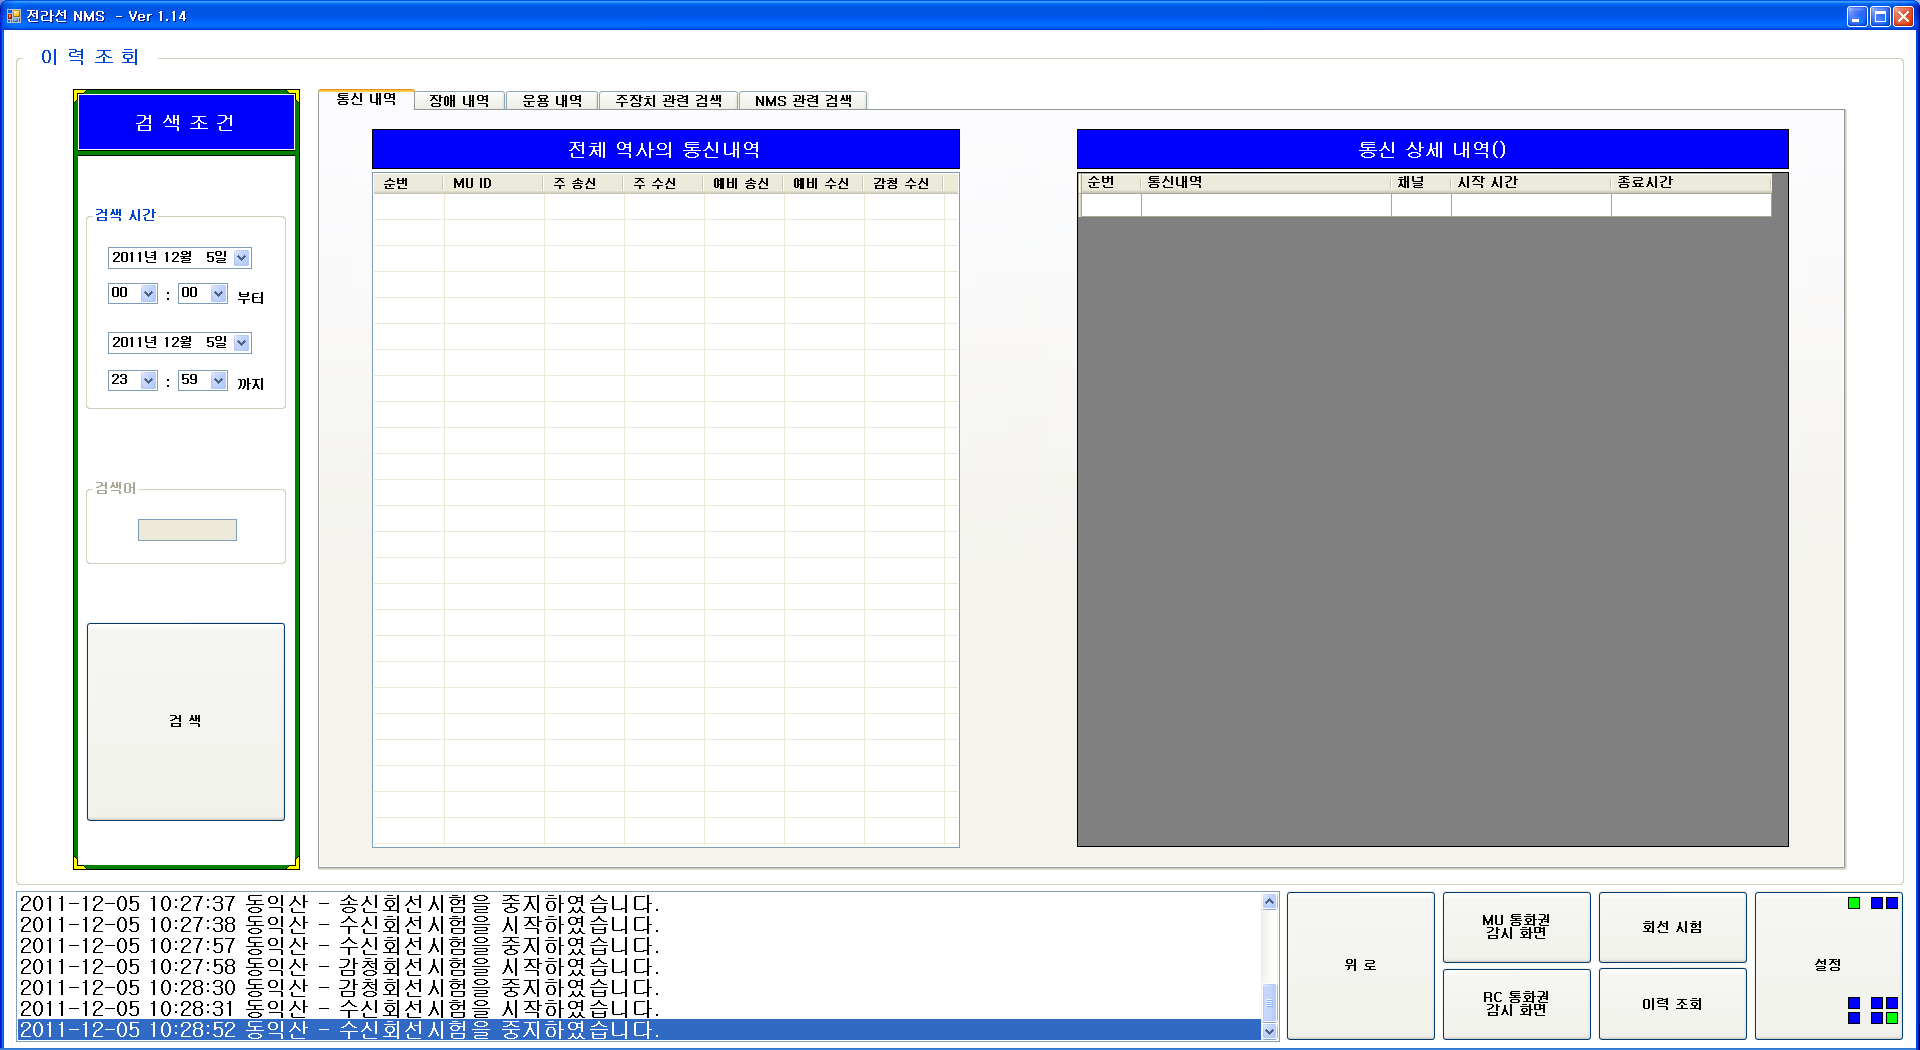 전라선 NMS - Ver 1.14
이 력 조 회
검 색 조 건
검색 시간
2011년 12월 5일
00 : 00 부터
2011년 12월 5일
23 : 59 까지
검색어
검 색
통신 내역 장애 내역 운용 내역 주장치 관련 검색 NMS 관련 검색
전체 역사의 통신내역
순번 MU ID 주 송신 주 수신 예비 송신 예비 수신 감청 수신
통신 상세 내역()
순번 통신내역 채널 시작 시간 종료시간
2011-12-05 10:27:37 동익산 - 송신회선시험을 중지하였습니다.
2011-12-05 10:27:38 동익산 - 수신회선시험을 시작하였습니다.
2011-12-05 10:27:57 동익산 - 수신회선시험을 중지하였습니다.
2011-12-05 10:27:58 동익산 - 감청회선시험을 시작하였습니다.
2011-12-05 10:28:30 동익산 - 감청회선시험을 중지하였습니다.
2011-12-05 10:28:31 동익산 - 수신회선시험을 시작하였습니다.
2011-12-05 10:28:52 동익산 - 수신회선시험을 중지하였습니다.
위 로
MU 통화권
감시 화면
RC 통화권
감시 화면
회선 시험
이력 조회
설정